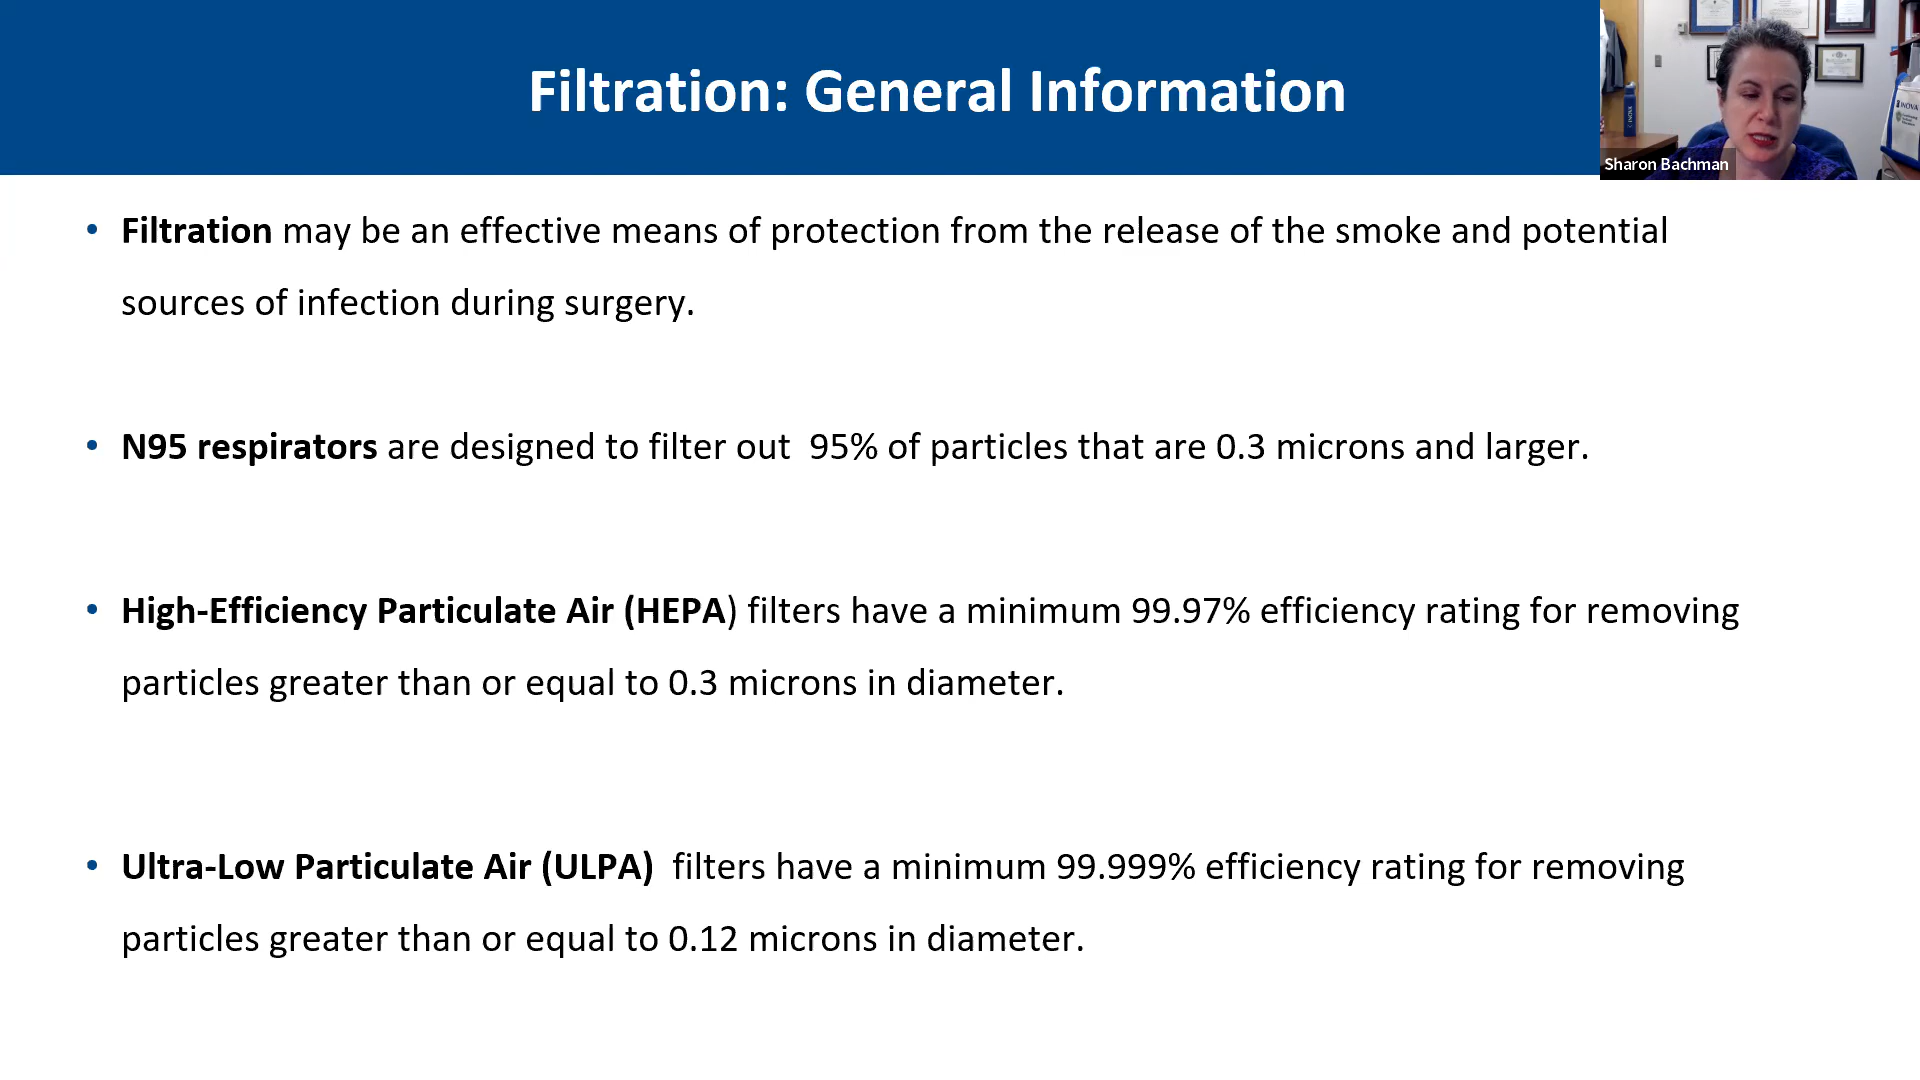 Filtration: General Information
INOVA
INOVA
Sharon Bachman
• Filtration may be an effective means of protection from the release of the smoke and potential
sources of infection during surgery.
• N95 respirators are designed to filter out  95% of particles that are 0.3 microns and larger.
• High-Efficiency Particulate Air (HEPA) filters have a minimum 99.97% efficiency rating for removing
particles greater than or equal to 0.3 microns in diameter.
• Ultra-Low Particulate Air (ULPA)  filters have a minimum 99.999% efficiency rating for removing
particles greater than or equal to 0.12 microns in diameter.